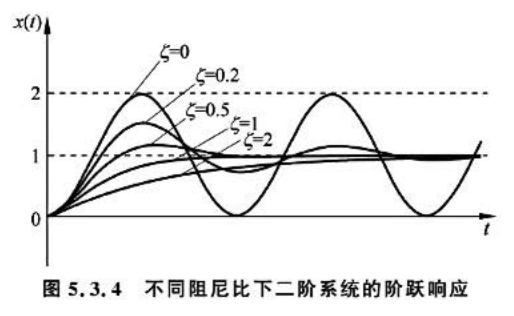 x(t)
ζ=0
ζ=0.2
2
ζ=0.5
ζ=1
ζ=2
1
0
t
图 5.3.4 不同阻尼比下二阶系统的阶跃响应